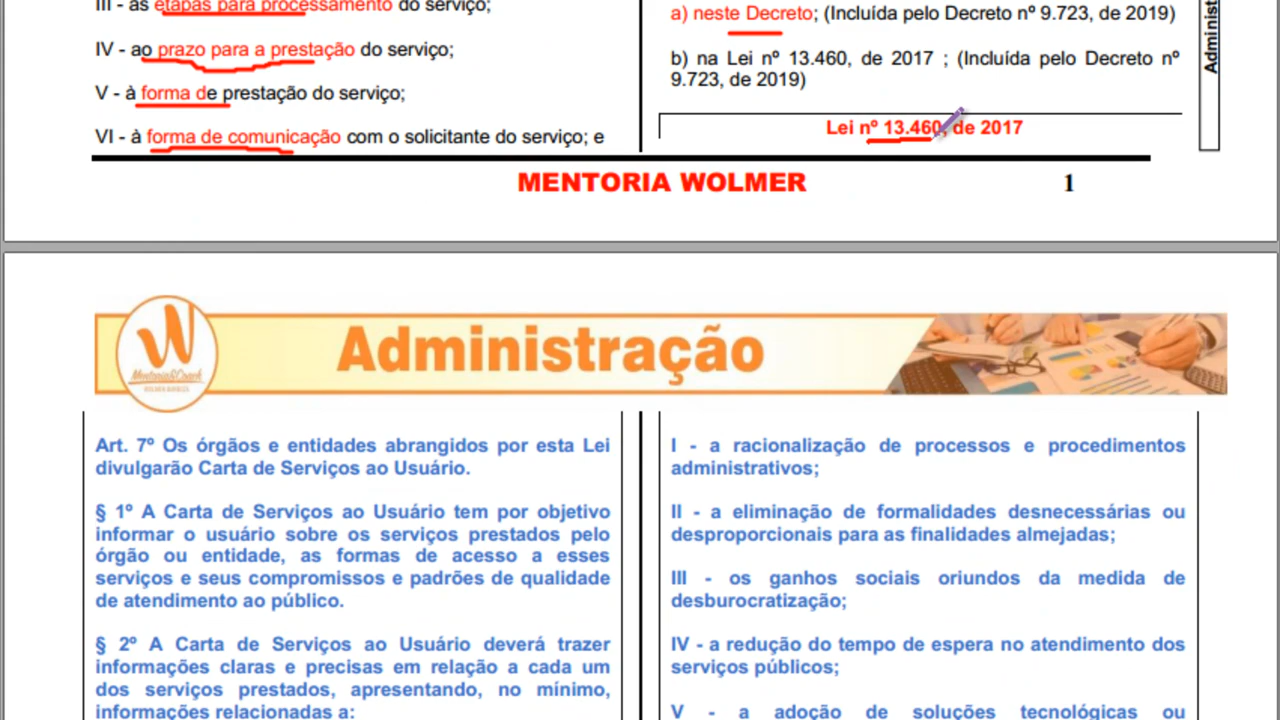 III - as etapas para processamento do serviço;
IV - ao prazo para a prestação do serviço;
V - à forma de prestação do serviço;
VI - à forma de comunicação com o solicitante do serviço; e
a) neste Decreto; (Incluída pelo Decreto nº 9.723, de 2019)
b) na Lei nº 13.460, de 2017 ; (Incluída pelo Decreto nº
9.723, de 2019)
Lei nº 13.460, de 2017
Administ
MENTORIA WOLMER
1
W
Mentoria&Coach
Administração
Art. 7º Os órgãos e entidades abrangidos por esta Lei
divulgarão Carta de Serviços ao Usuário.
§ 1º A Carta de Serviços ao Usuário tem por objetivo
informar o usuário sobre os serviços prestados pelo
órgão ou entidade, as formas de acesso a esses
serviços e seus compromissos e padrões de qualidade
de atendimento ao público.
§ 2º A Carta de Serviços ao Usuário deverá trazer
informações claras e precisas em relação a cada um
dos serviços prestados, apresentando, no mínimo,
informações relacionadas a:
I - a racionalização de processos e procedimentos
administrativos;
II - a eliminação de formalidades desnecessárias ou
desproporcionais para as finalidades almejadas;
III - os ganhos sociais oriundos da medida de
desburocratização;
IV - a redução do tempo de espera no atendimento dos
serviços públicos;
V - a adoção de soluções tecnológicas ou